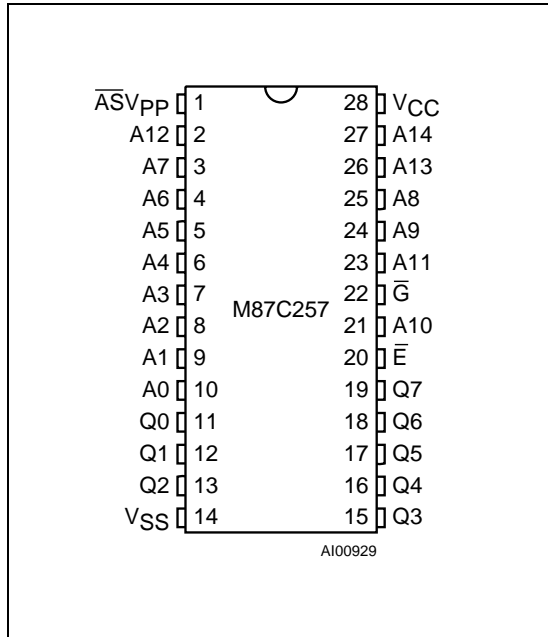 A̅S̅VPP 1 28 VCC
A12 2 27 A14
A7 3 26 A13
A6 4 25 A8
A5 5 24 A9
A4 6 23 A11
A3 7 22 G̅
M87C257
A2 8 21 A10
A1 9 20 E̅
A0 10 19 Q7
Q0 11 18 Q6
Q1 12 17 Q5
Q2 13 16 Q4
VSS 14 15 Q3
AI00929